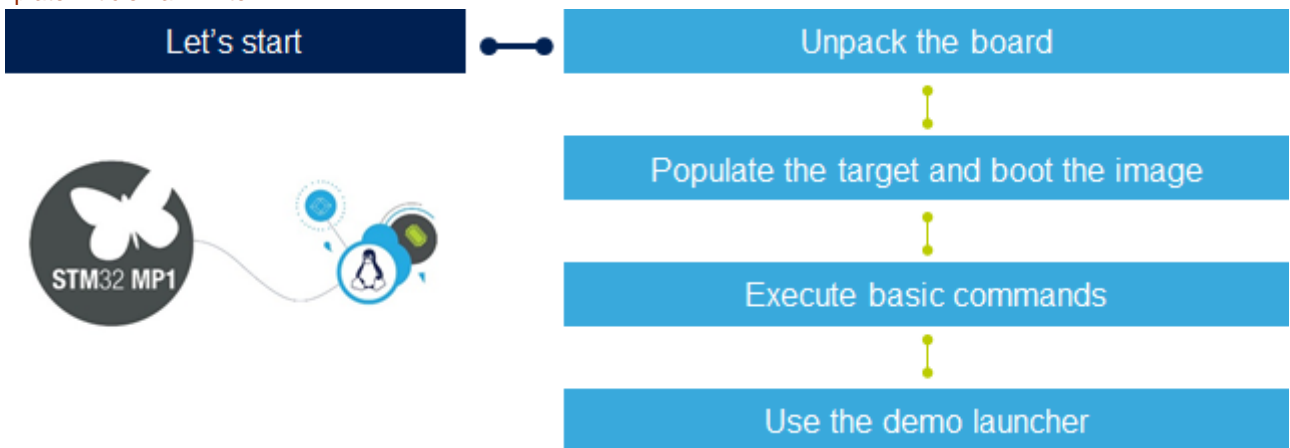 Let's start
Unpack the board
Populate the target and boot the image
STM32 MP1
Execute basic commands
Use the demo launcher